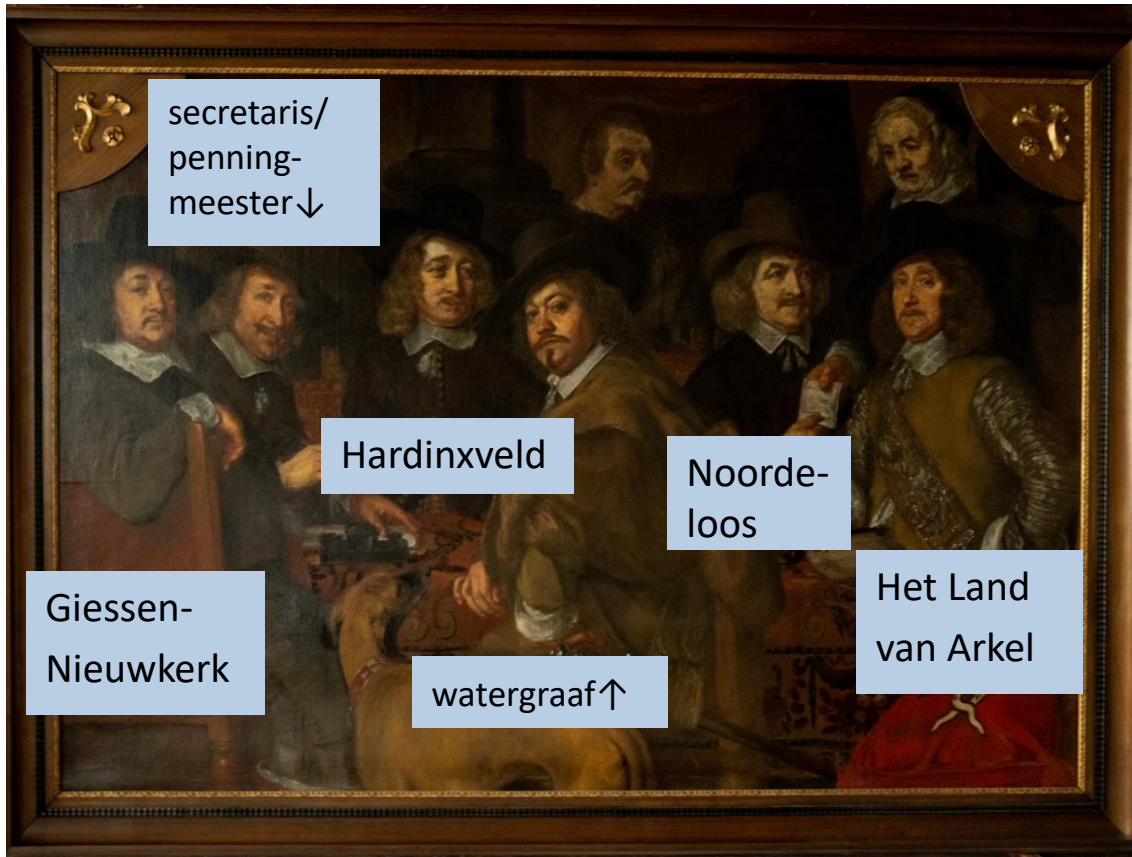 secretaris/
penning-
meester↓
Hardinxveld
Noorde-
loos
Giessen-
Nieuwkerk
Het Land
van Arkel
watergraaf↑